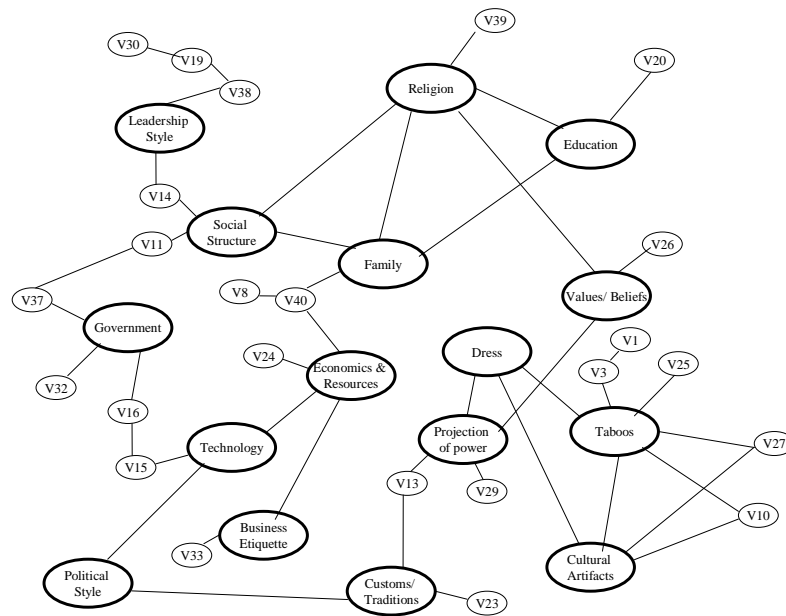 V39
V30
V19
V20
V38
Religion
Leadership
Style
Education
V14
Social
Structure
V11
V26
Family
V8
V40
V37
Values/ Beliefs
Government
V1
Dress
V24
V3
V25
Economics &
Resources
V32
V16
Projection
of power
Taboos
V27
Technology
V15
V13
V29
V10
Business
Etiquette
V33
Political
Style
Customs/
Traditions
Cultural
Artifacts
V23